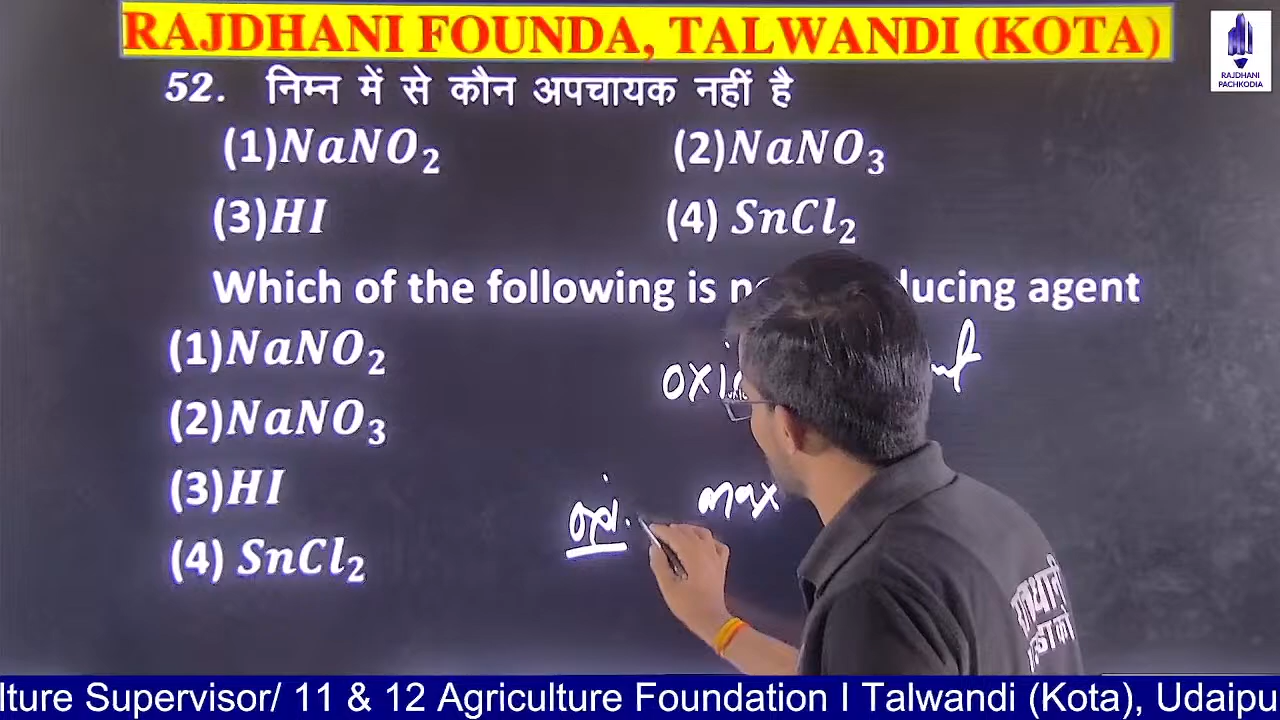 RAJDHANI FOUNDA, TALWANDI (KOTA)
RAJDHANI
PACHKODIA
52. निम्न में से कौन अपचायक नहीं है
(1)NaNO₂ (2)NaNO₃
(3)HI (4) SnCl₂
Which of the following is ducing agent
(1)NaNO₂
(2)NaNO₃
(3)HI
(4) SnCl₂
oxi
oxi. max
lture Supervisor/ 11 & 12 Agriculture Foundation I Talwandi (Kota), Udaipu